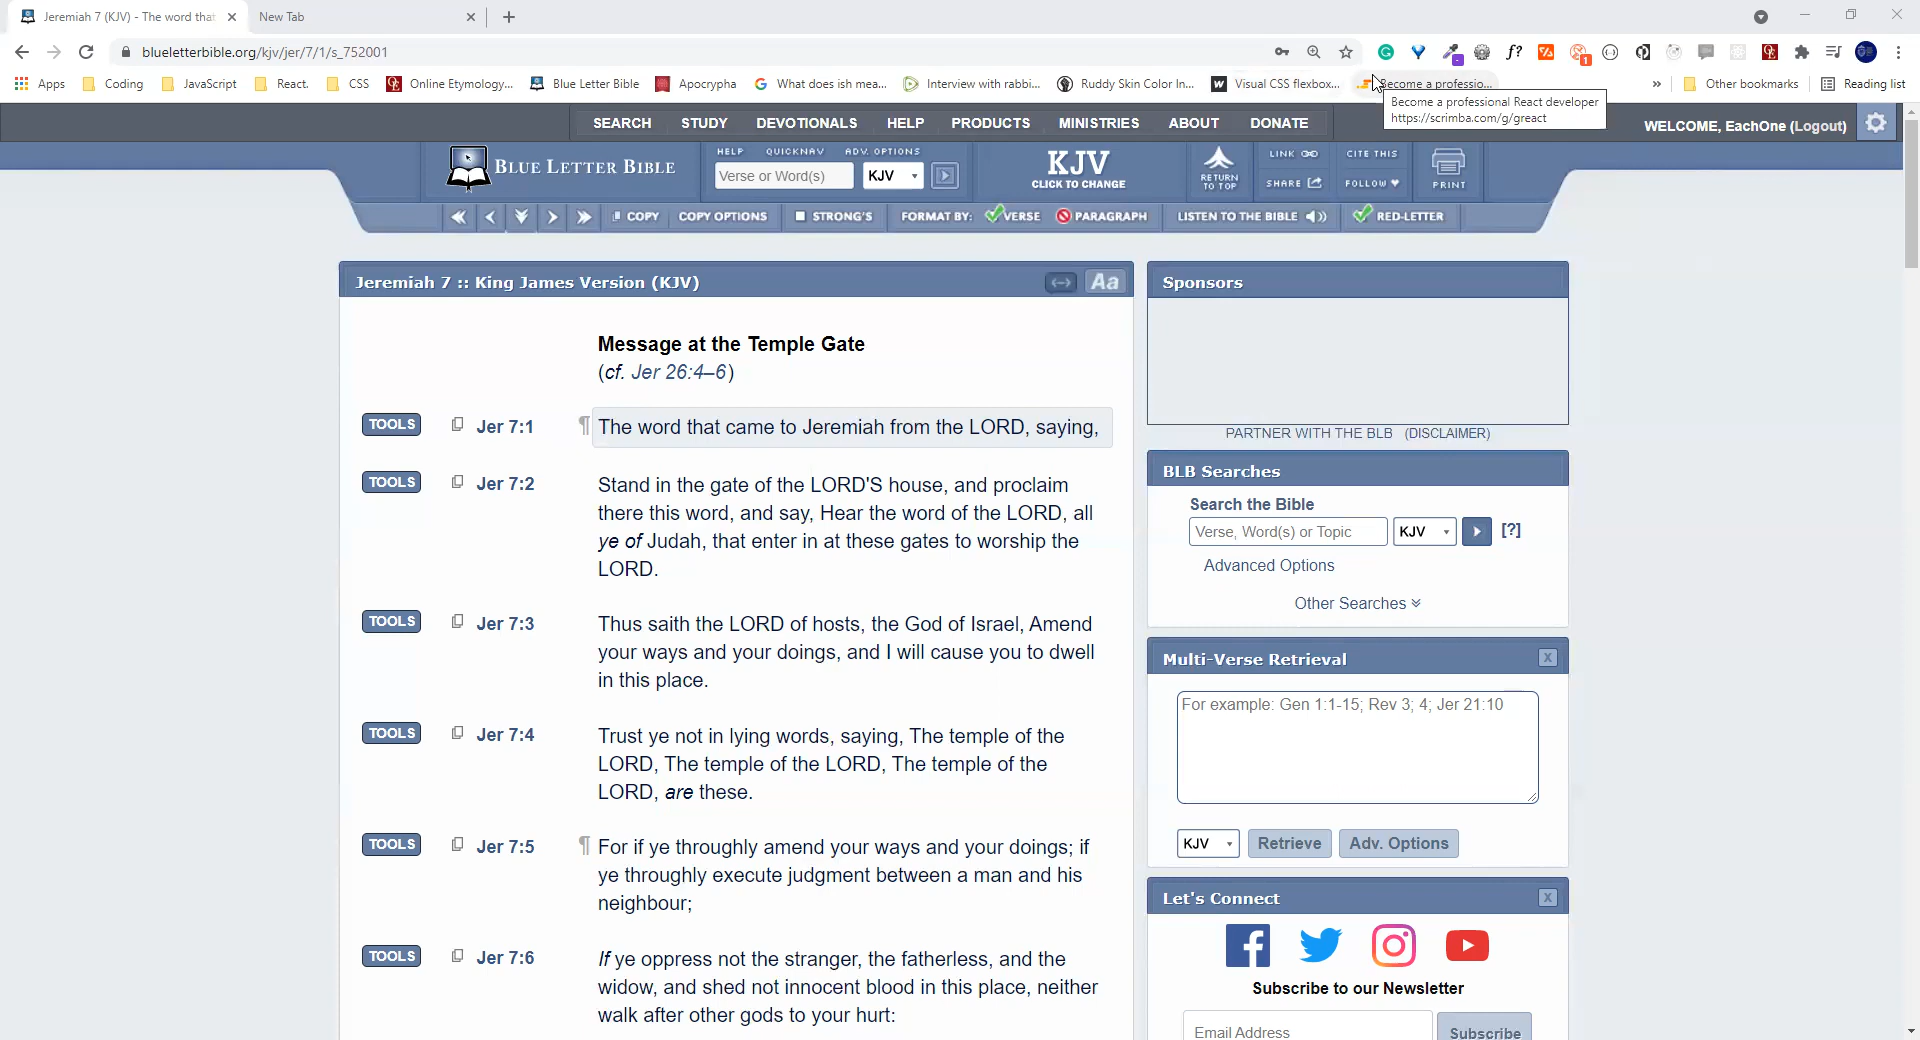 Jeremiah 7 (KJV) - The word that
New Tab
blueletterbible.org/kjv/jer/7/1/s_752001
Apps
Coding
JavaScript
React.
CSS
Online Etymology...
Blue Letter Bible
Apocrypha
What does ish mea...
Interview with rabbi...
Ruddy Skin Color In...
Visual CSS flexbox...
Become a professio...
Other bookmarks
Reading list
Become a professional React developer
https://scrimba.com/g/greact
SEARCH
STUDY
DEVOTIONALS
HELP
PRODUCTS
MINISTRIES
ABOUT
DONATE
WELCOME, EachOne (Logout)
BLUE LETTER BIBLE
HELP
QUICKNAV
ADV. OPTIONS
Verse or Word(s)
KJV
KJV
CLICK TO CHANGE
RETURN
TO TOP
LINK
CITE THIS
SHARE
FOLLOW
PRINT
COPY
COPY OPTIONS
STRONG'S
FORMAT BY:
VERSE
PARAGRAPH
LISTEN TO THE BIBLE
RED-LETTER
Jeremiah 7 :: King James Version (KJV)
Aa
Message at the Temple Gate
(cf. Jer 26:4–6)
TOOLS
Jer 7:1
¶ The word that came to Jeremiah from the LORD, saying,
TOOLS
Jer 7:2
Stand in the gate of the LORD'S house, and proclaim
there this word, and say, Hear the word of the LORD, all
ye of Judah, that enter in at these gates to worship the
LORD.
TOOLS
Jer 7:3
Thus saith the LORD of hosts, the God of Israel, Amend
your ways and your doings, and I will cause you to dwell
in this place.
TOOLS
Jer 7:4
Trust ye not in lying words, saying, The temple of the
LORD, The temple of the LORD, The temple of the
LORD, are these.
TOOLS
Jer 7:5
¶ For if ye throughly amend your ways and your doings; if
ye throughly execute judgment between a man and his
neighbour;
TOOLS
Jer 7:6
If ye oppress not the stranger, the fatherless, and the
widow, and shed not innocent blood in this place, neither
walk after other gods to your hurt:
Sponsors
PARTNER WITH THE BLB (DISCLAIMER)
BLB Searches
Search the Bible
Verse, Word(s) or Topic
KJV
[?]
Advanced Options
Other Searches
Multi-Verse Retrieval
X
For example: Gen 1:1-15; Rev 3; 4; Jer 21:10
KJV
Retrieve
Adv. Options
Let's Connect
X
Subscribe to our Newsletter
Email Address
Subscribe